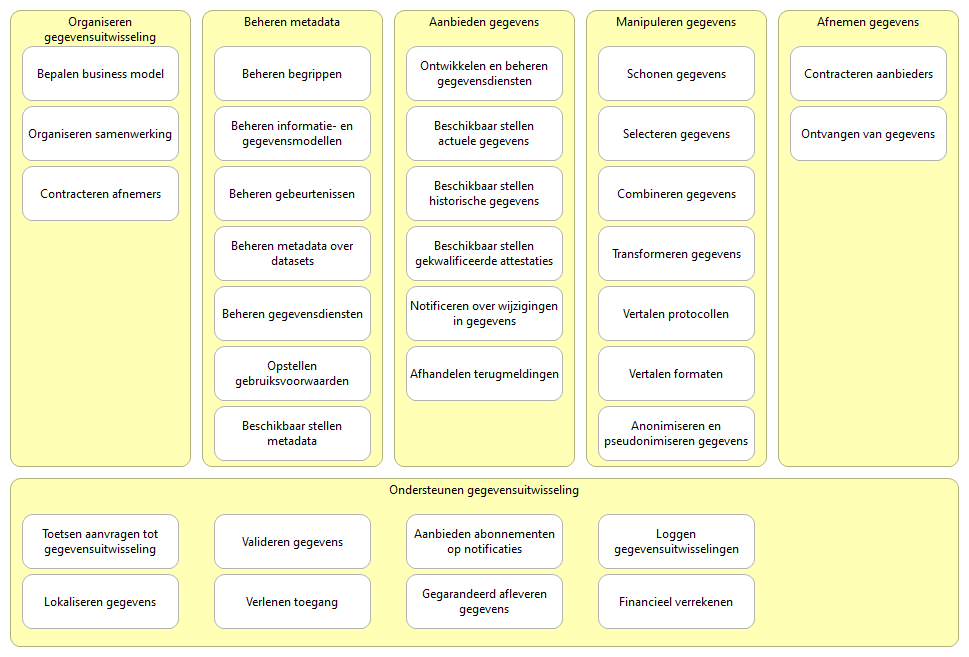 Organiseren
gegevensuitwisseling
Bepalen business model
Organiseren samenwerking
Contracteren afnemers
Beheren metadata
Beheren begrippen
Beheren informatie- en
gegevensmodellen
Beheren gebeurtenissen
Beheren metadata over
datasets
Beheren gegevensdiensten
Opstellen
gebruiksvoorwaarden
Beschikbaar stellen
metadata
Aanbieden gegevens
Ontwikkelen en beheren
gegevensdiensten
Beschikbaar stellen
actuele gegevens
Beschikbaar stellen
historische gegevens
Beschikbaar stellen
gekwalificeerde attestaties
Notificeren over wijzigingen
in gegevens
Afhandelen terugmeldingen
Manipuleren gegevens
Schonen gegevens
Selecteren gegevens
Combineren gegevens
Transformeren gegevens
Vertalen protocollen
Vertalen formaten
Anonimiseren en
pseudonimiseren gegevens
Afnemen gegevens
Contracteren aanbieders
Ontvangen van gegevens
Ondersteunen gegevensuitwisseling
Toetsen aanvragen tot
gegevensuitwisseling
Valideren gegevens
Aanbieden abonnementen
op notificaties
Loggen
gegevensuitwisselingen
Lokaliseren gegevens
Verlenen toegang
Gegarandeerd afleveren
gegevens
Financieel verrekenen